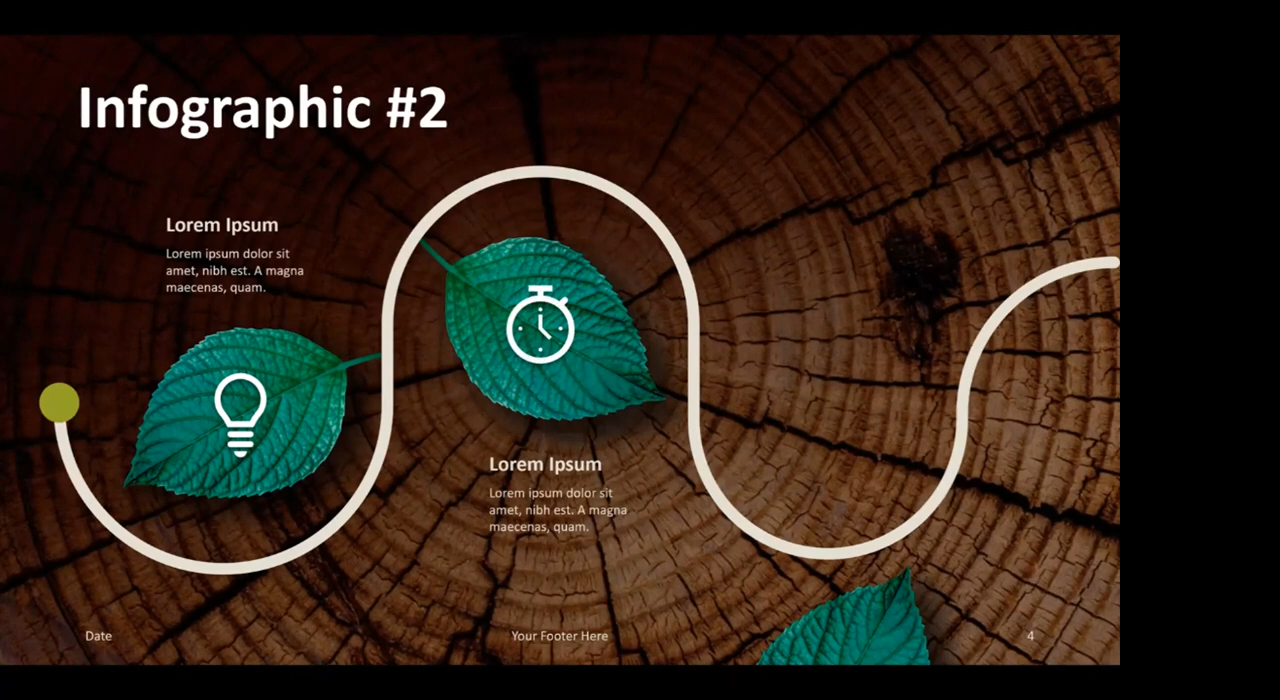 Infographic #2
Lorem Ipsum
Lorem ipsum dolor sit
amet, nibh est. A magna
maecenas, quam.
Lorem Ipsum
Lorem ipsum dolor sit
amet, nibh est. A magna
maecenas, quam.
Date
Your Footer Here
4